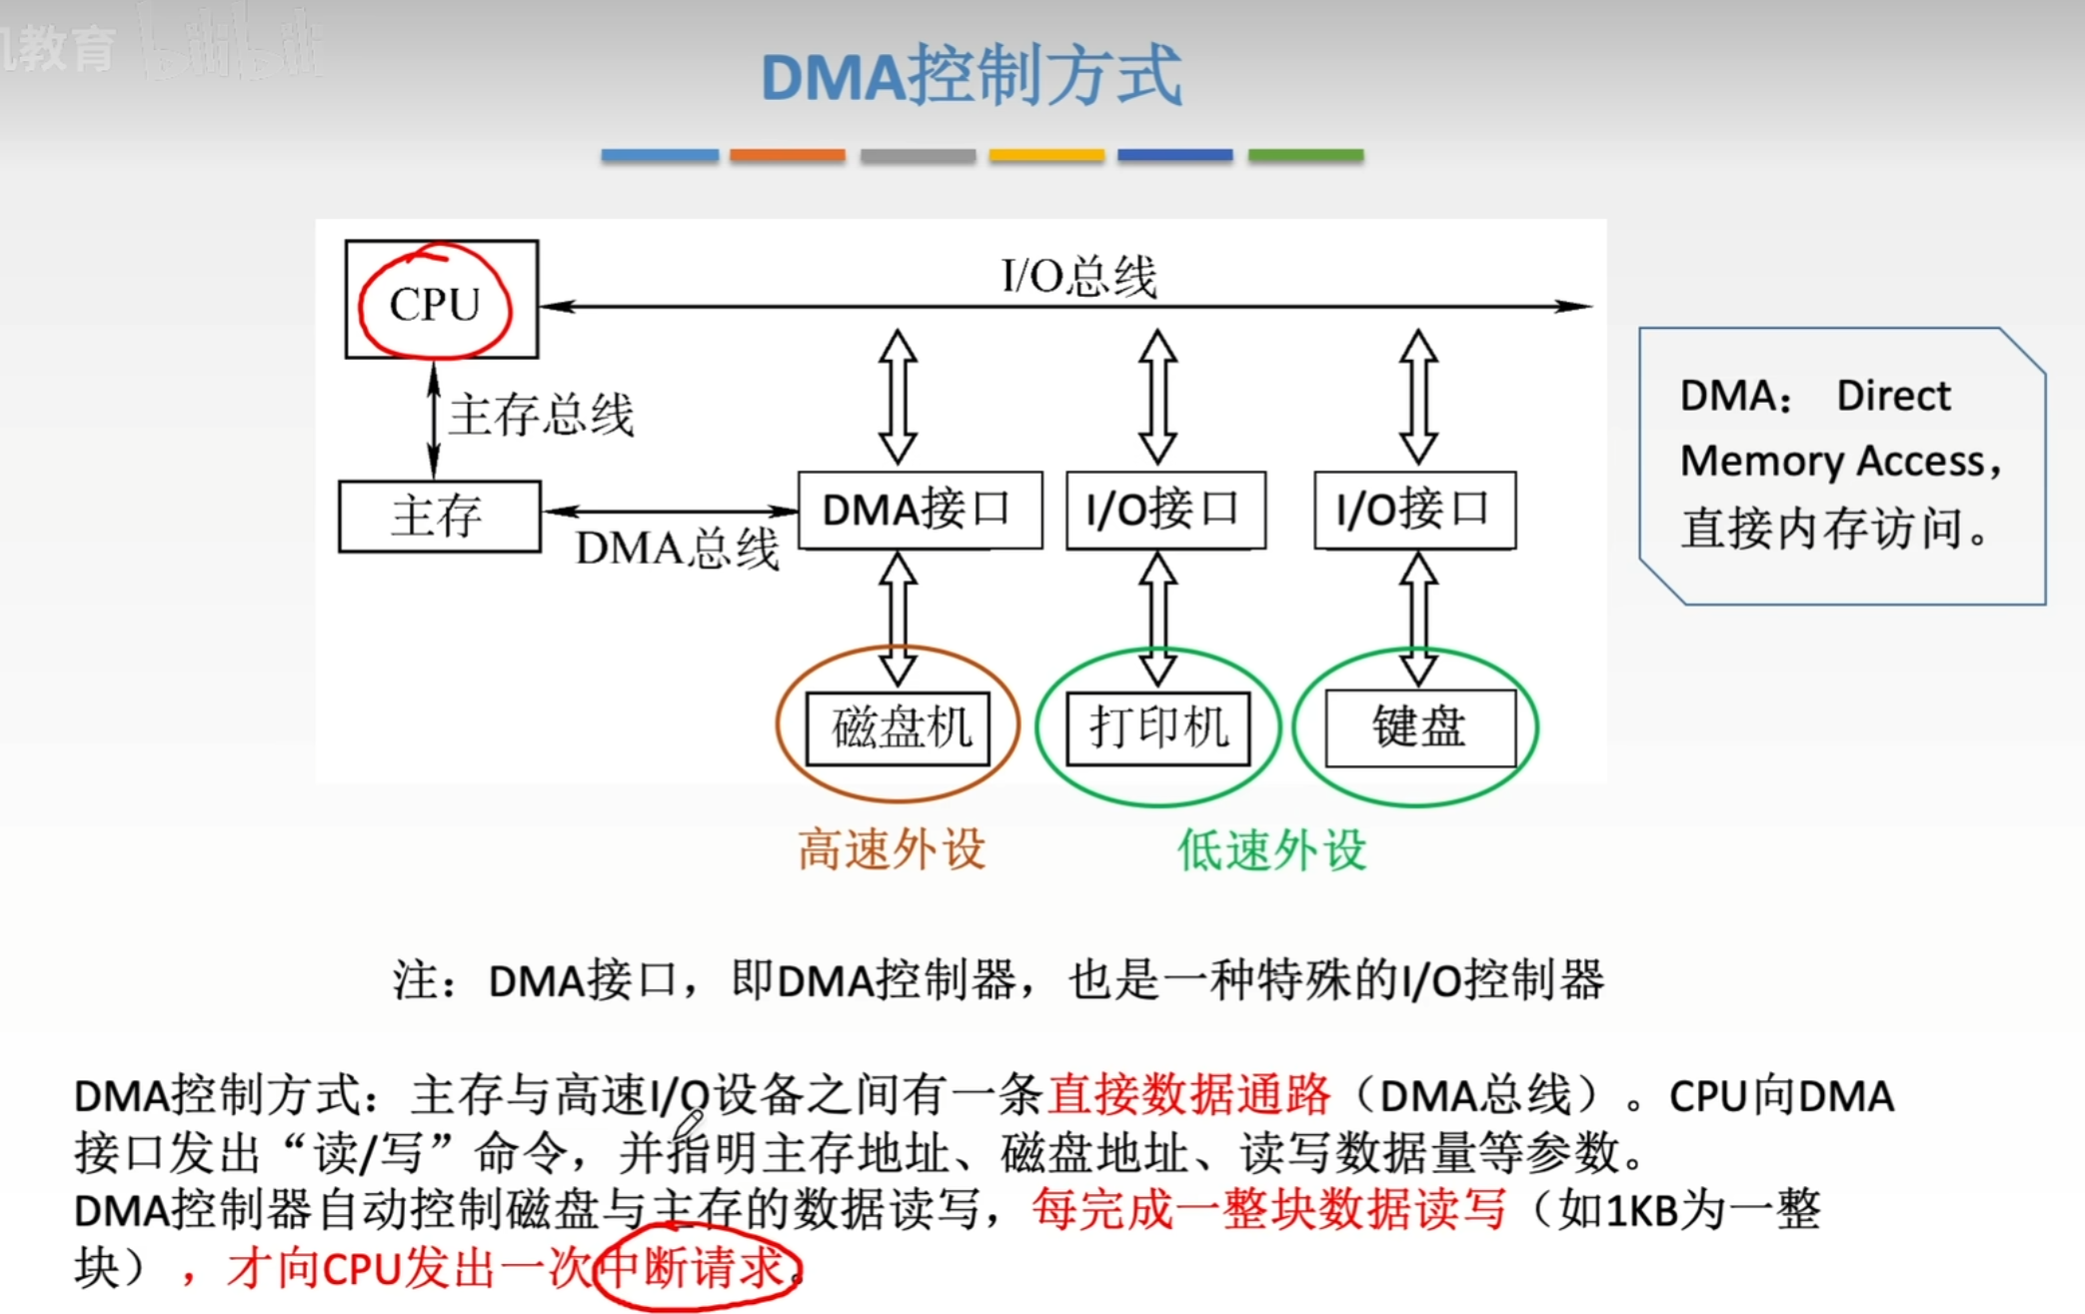 机教育 bilibili
DMA控制方式
CPU
I/O总线
主存总线
DMA： Direct
Memory Access，
直接内存访问。
主存
DMA总线
DMA接口
I/O接口
I/O接口
磁盘机
打印机
键盘
高速外设
低速外设
注：DMA接口，即DMA控制器，也是一种特殊的I/O控制器
DMA控制方式：主存与高速I/O设备之间有一条直接数据通路（DMA总线）。CPU向DMA
接口发出“读/写”命令，并指明主存地址、磁盘地址、读写数据量等参数。
DMA控制器自动控制磁盘与主存的数据读写，每完成一整块数据读写（如1KB为一整
块），才向CPU发出一次中断请求。